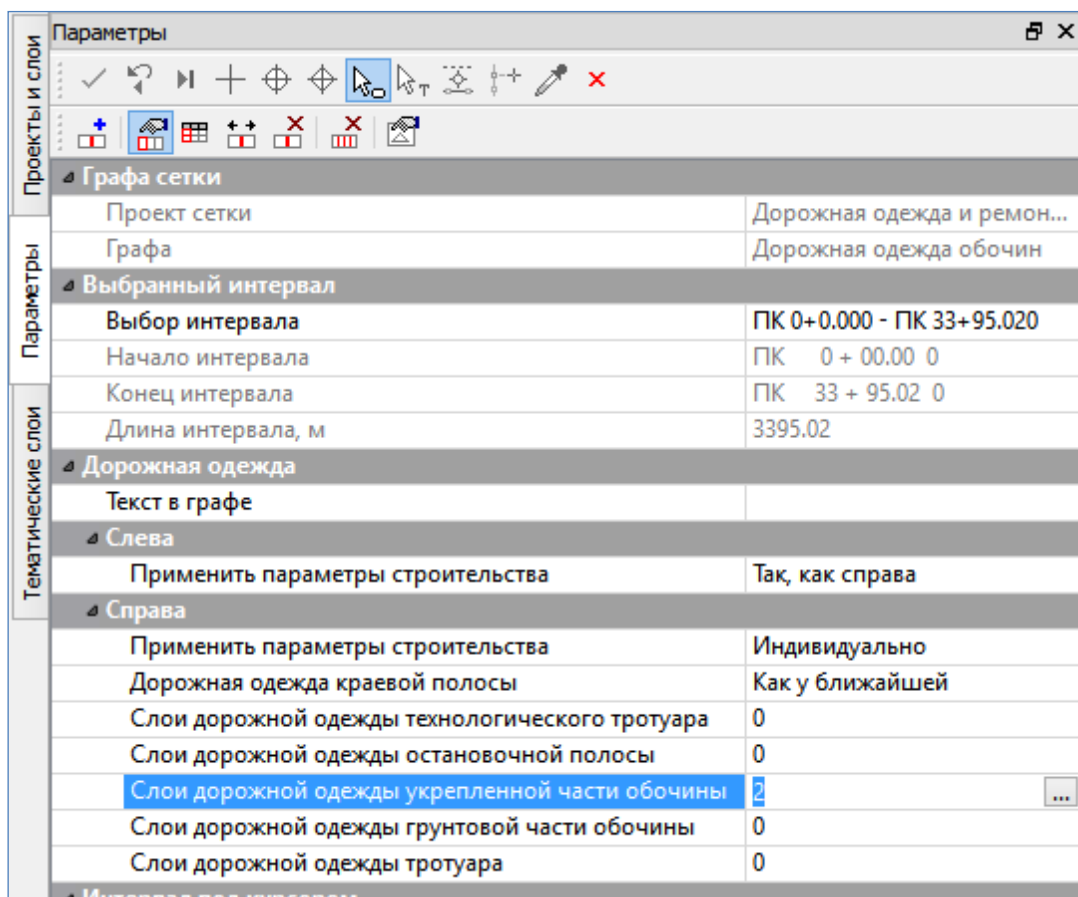 Параметры
Проекты и слои
Параметры
Тематические слои
Графа сетки
Проект сетки Дорожная одежда и ремон...
Графа Дорожная одежда обочин
Выбранный интервал
Выбор интервала ПК 0+0.000 - ПК 33+95.020
Начало интервала ПК 0 + 00.00 0
Конец интервала ПК 33 + 95.02 0
Длина интервала, м 3395.02
Дорожная одежда
Текст в графе
Слева
Применить параметры строительства Так, как справа
Справа
Применить параметры строительства Индивидуально
Дорожная одежда краевой полосы Как у ближайшей
Слои дорожной одежды технологического тротуара 0
Слои дорожной одежды остановочной полосы 0
Слои дорожной одежды укрепленной части обочины 2 ...
Слои дорожной одежды грунтовой части обочины 0
Слои дорожной одежды тротуара 0